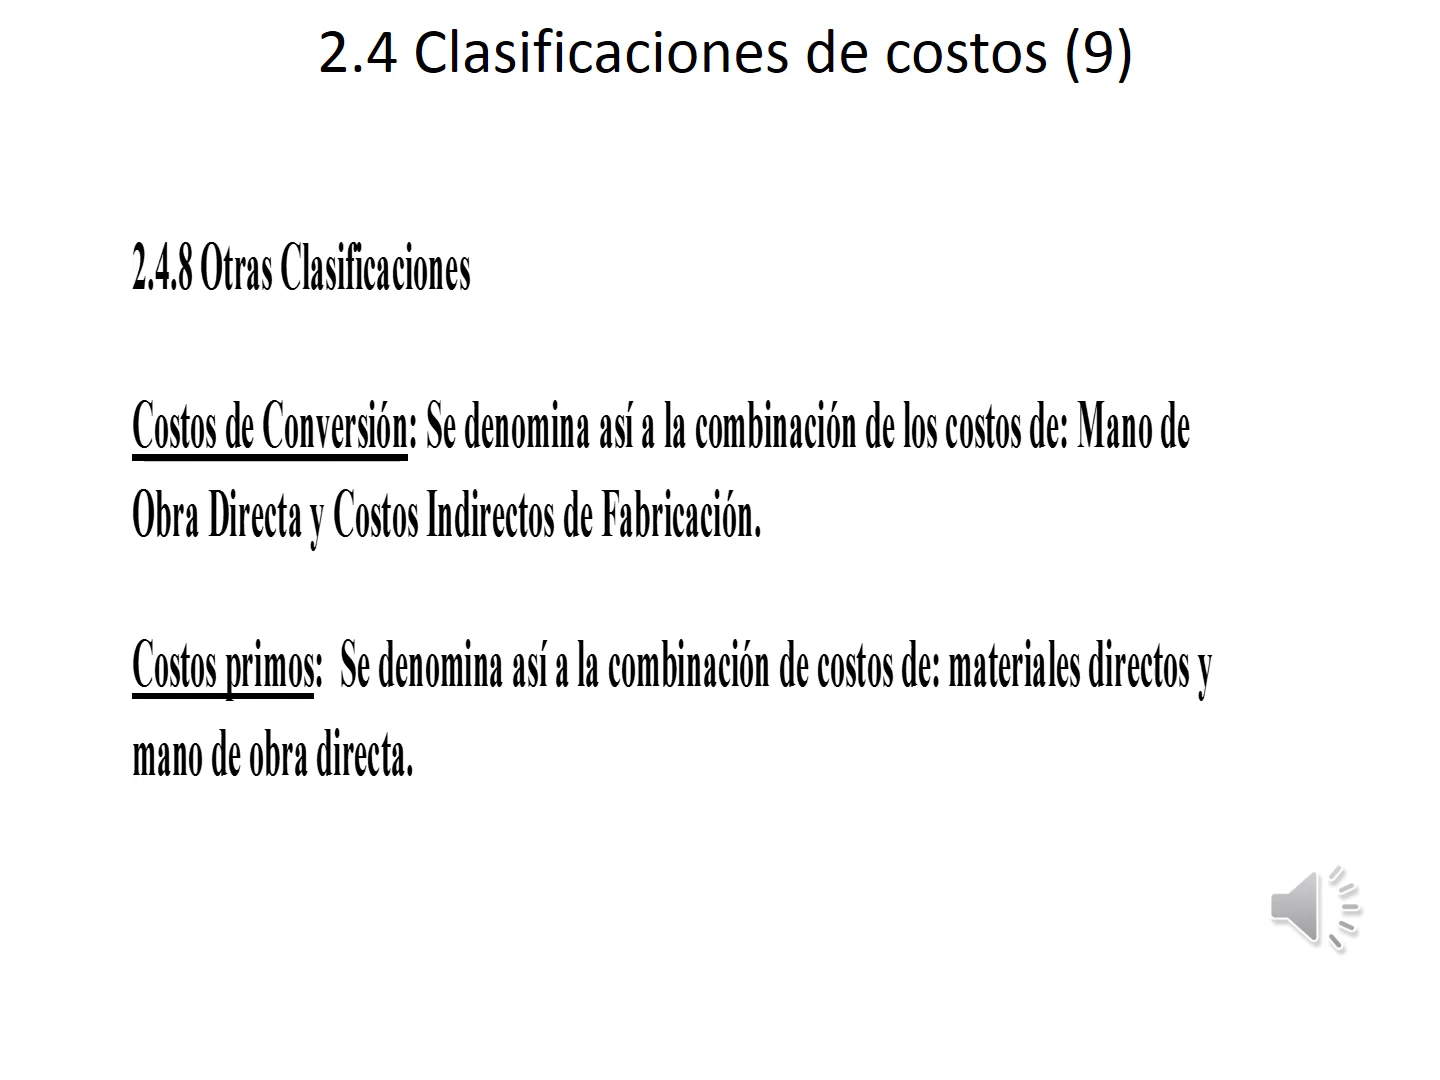 2.4 Clasificaciones de costos (9)
2.4.8 Otras Clasificaciones
Costos de Conversión: Se denomina así a la combinación de los costos de: Mano de
Obra Directa y Costos Indirectos de Fabricación.
Costos primos: Se denomina así a la combinación de costos de: materiales directos y
mano de obra directa.